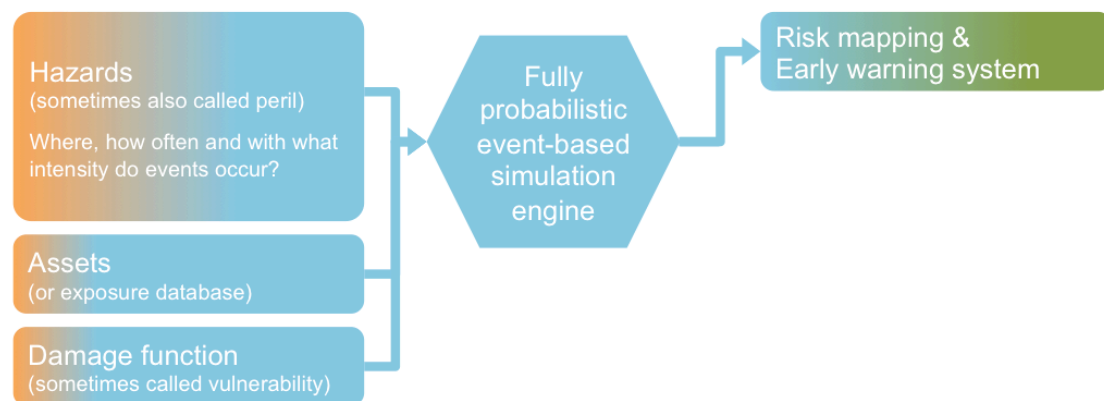 Hazards
(sometimes also called peril)
Where, how often and with what
intensity do events occur?
Assets
(or exposure database)
Damage function
(sometimes called vulnerability)
Fully
probabilistic
event-based
simulation
engine
Risk mapping &
Early warning system